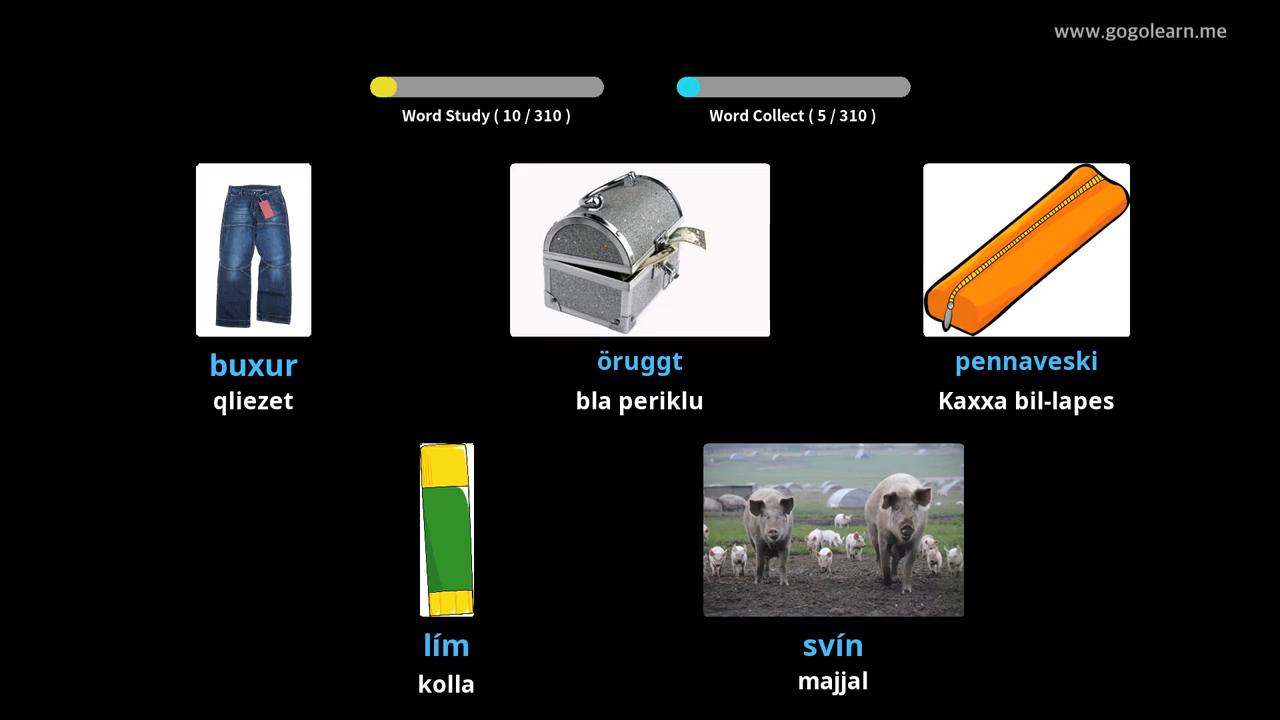 www.gogolearn.me
Word Study ( 10 / 310 )
Word Collect ( 5 / 310 )
buxur
qliezet
öruggt
bla periklu
pennaveski
Kaxxa bil-lapes
lím
kolla
svín
majjal